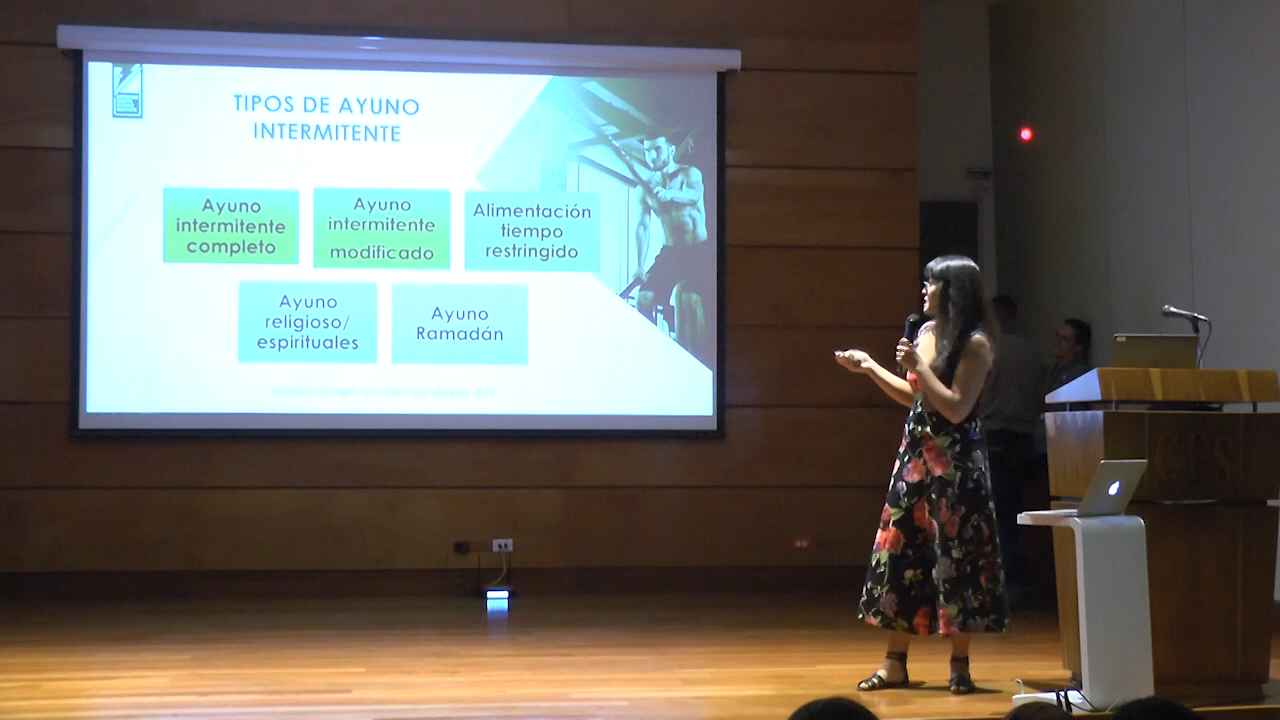 TIPOS DE AYUNO
INTERMITENTE
Ayuno
intermitente
completo
Ayuno
intermitente
modificado
Alimentación
tiempo
restringido
Ayuno
religioso/
espirituales
Ayuno
Ramadán